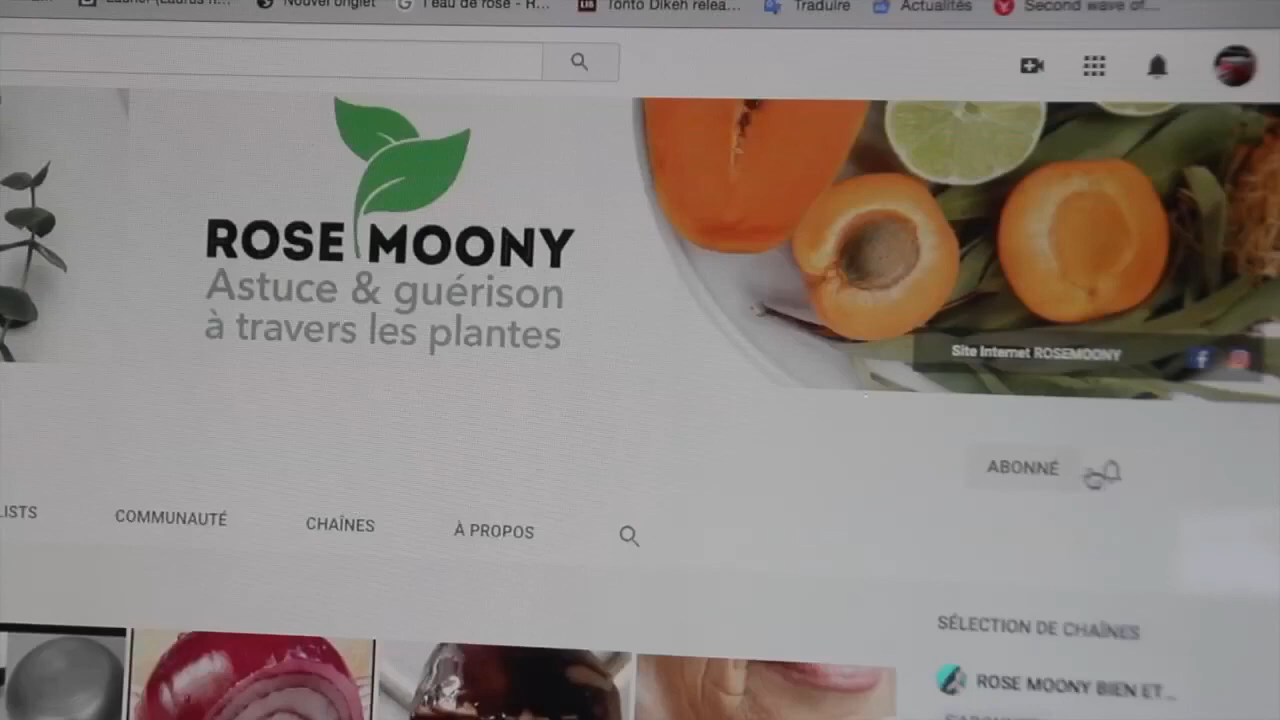 Nouvel onglet
l'eau de rose - R...
Tonto Dikeh relea...
Traduire
Actualités
Second wave of...
ROSE MOONY
Astuce & guérison
à travers les plantes
Site Internet ROSEMOONY
ABONNÉ
LISTS
COMMUNAUTÉ
CHAÎNES
À PROPOS
SÉLECTION DE CHAÎNES
ROSE MOONY BIEN ET...